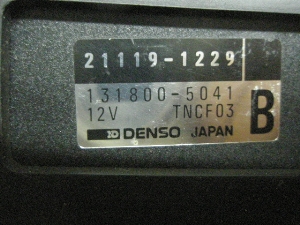 21119-1229
131800-5041
12V TNCF03
DENSO JAPAN B